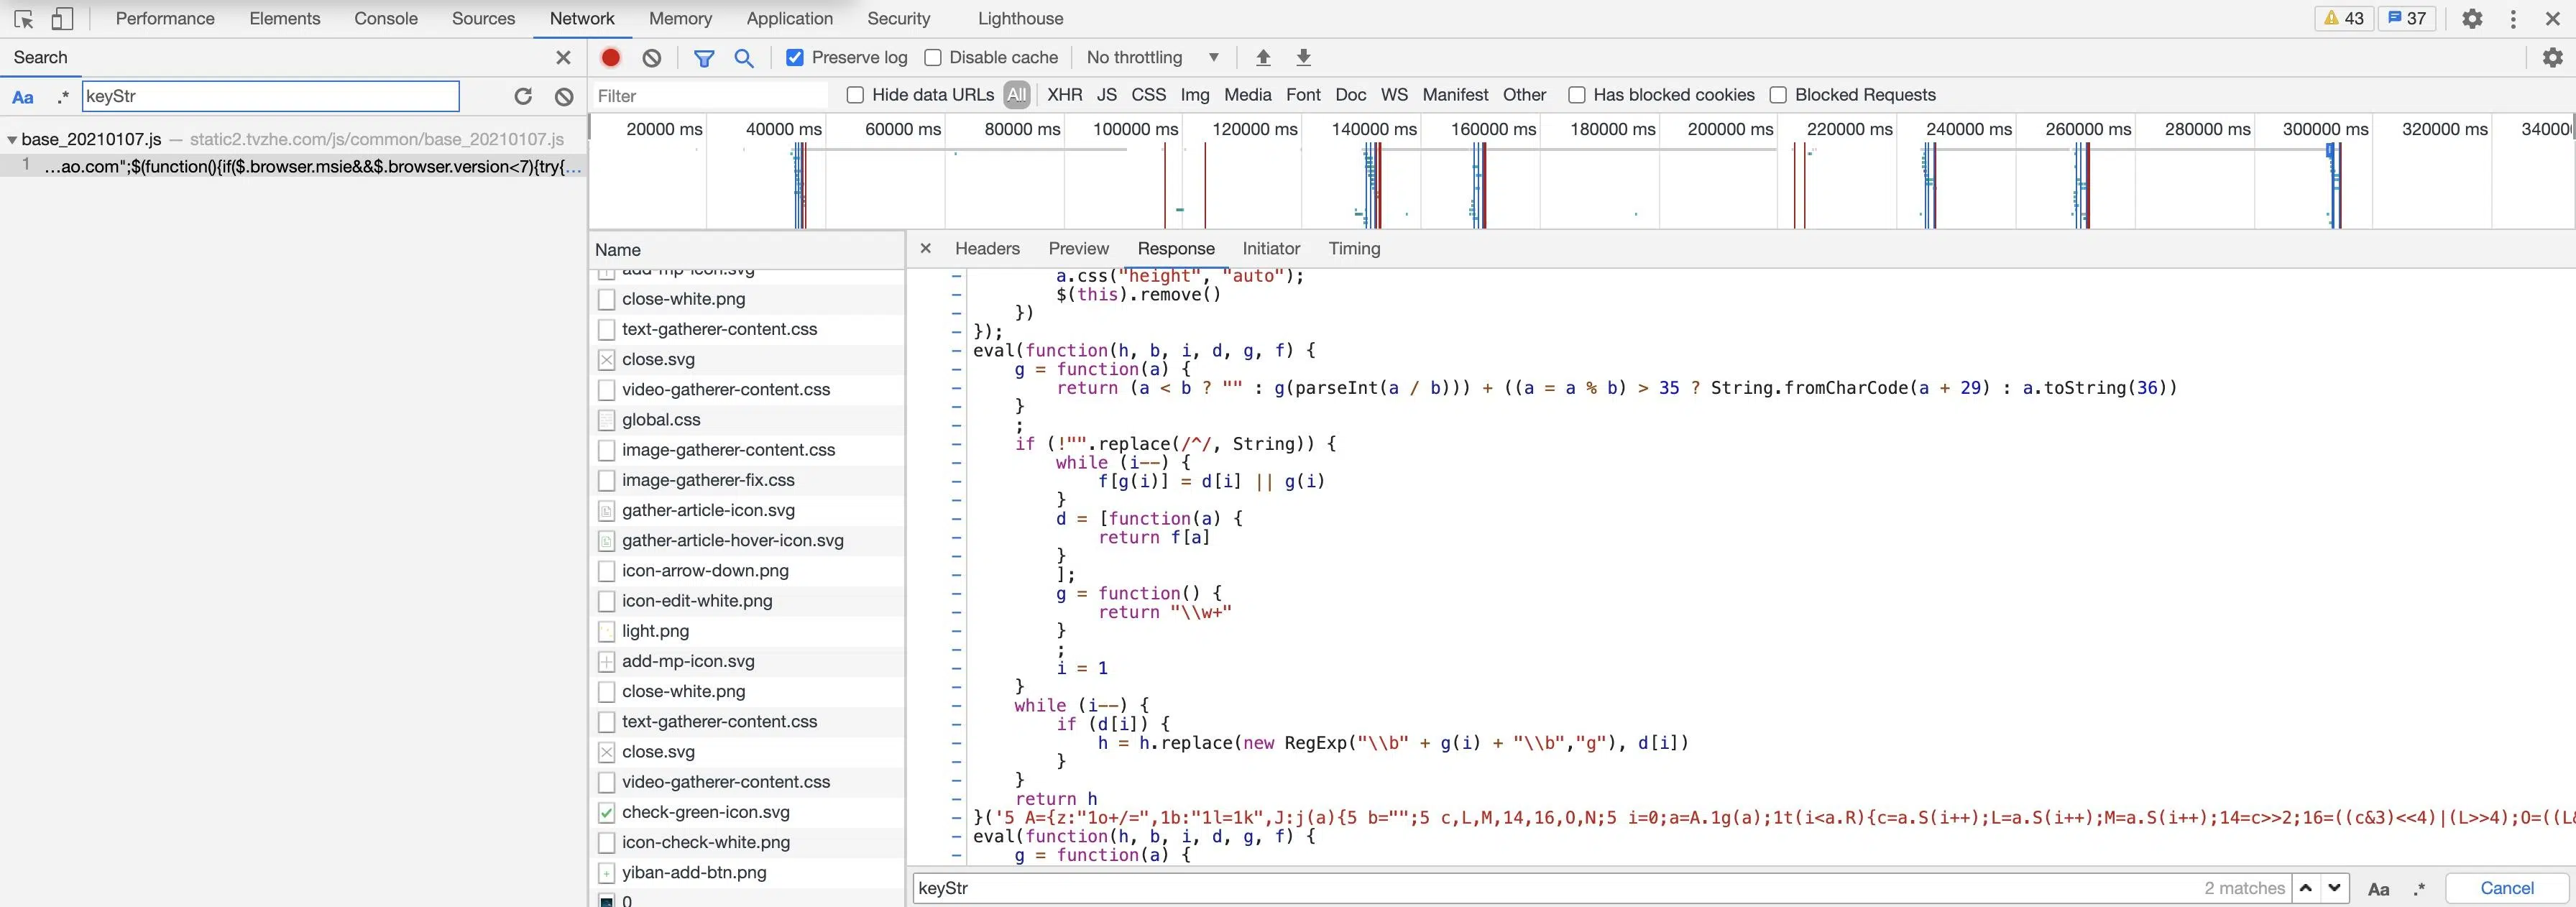 Performance Elements Console Sources Network Memory Application Security Lighthouse 43 37
Search
Preserve log Disable cache No throttling
Aa .* keyStr
Filter Hide data URLs All XHR JS CSS Img Media Font Doc WS Manifest Other Has blocked cookies Blocked Requests
base_20210107.js — static2.tvzhe.com/js/common/base_20210107.js
1 …ao.com";$(function(){if($.browser.msie&&$.browser.version<7){try{…
20000 ms 40000 ms 60000 ms 80000 ms 100000 ms 120000 ms 140000 ms 160000 ms 180000 ms 200000 ms 220000 ms 240000 ms 260000 ms 280000 ms 300000 ms 320000 ms 34000
Name
add-mp-icon.svg
close-white.png
text-gatherer-content.css
close.svg
video-gatherer-content.css
global.css
image-gatherer-content.css
image-gatherer-fix.css
gather-article-icon.svg
gather-article-hover-icon.svg
icon-arrow-down.png
icon-edit-white.png
light.png
add-mp-icon.svg
close-white.png
text-gatherer-content.css
close.svg
video-gatherer-content.css
check-green-icon.svg
icon-check-white.png
yiban-add-btn.png
0
Headers Preview Response Initiator Timing
a.css("height", "auto");
$(this).remove()
})
});
eval(function(h, b, i, d, g, f) {
g = function(a) {
return (a < b ? "" : g(parseInt(a / b))) + ((a = a % b) > 35 ? String.fromCharCode(a + 29) : a.toString(36))
}
;
if (!"".replace(/^/, String)) {
while (i--) {
f[g(i)] = d[i] || g(i)
}
d = [function(a) {
return f[a]
}
];
g = function() {
return "\\w+"
}
;
i = 1
}
while (i--) {
if (d[i]) {
h = h.replace(new RegExp("\\b" + g(i) + "\\b","g"), d[i])
}
}
return h
}('5 A={z:"1o+/=",1b:"1l=1k",J:j(a){5 b="";5 c,L,M,14,16,O,N;5 i=0;a=A.1g(a);1t(i<a.R){c=a.S(i++);L=a.S(i++);M=a.S(i++);14=c>>2;16=((c&3)<<4)|(L>>4);O=((L&
eval(function(h, b, i, d, g, f) {
g = function(a) {
keyStr 2 matches Aa .* Cancel